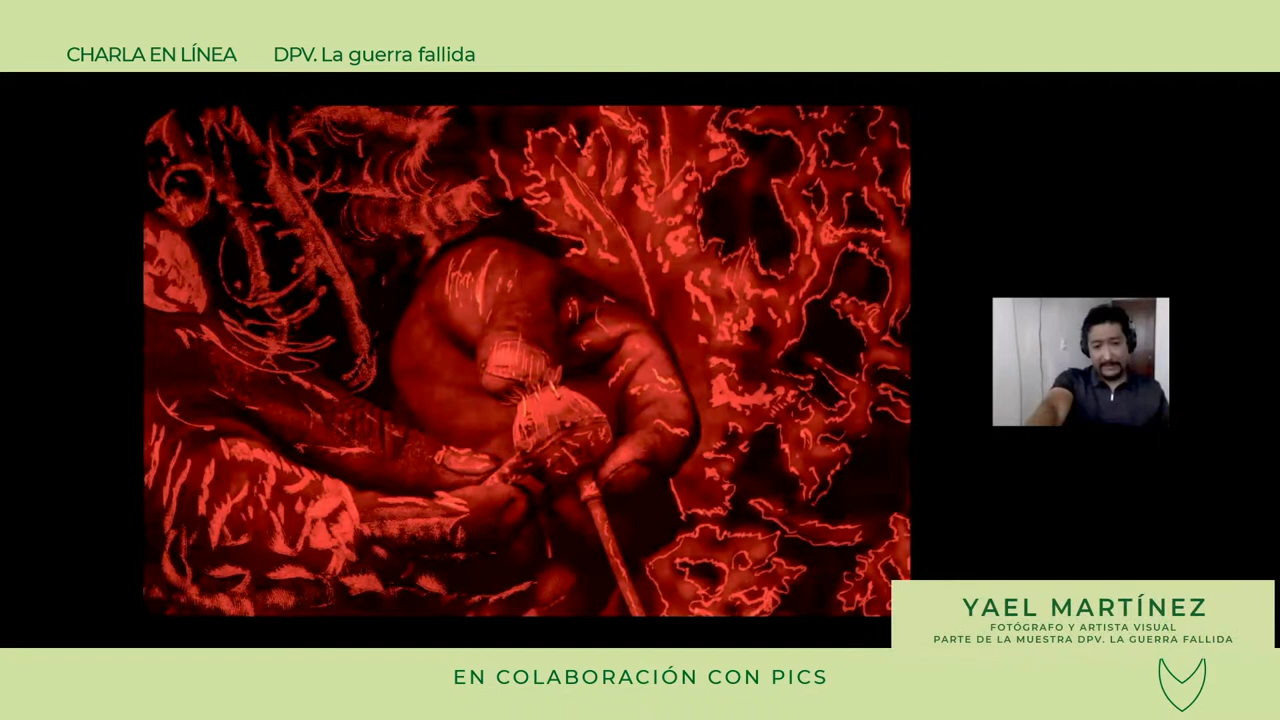 CHARLA EN LÍNEA DPV. La guerra fallida
YAEL MARTÍNEZ
FOTÓGRAFO Y ARTISTA VISUAL
PARTE DE LA MUESTRA DPV. LA GUERRA FALLIDA
EN COLABORACIÓN CON PICS